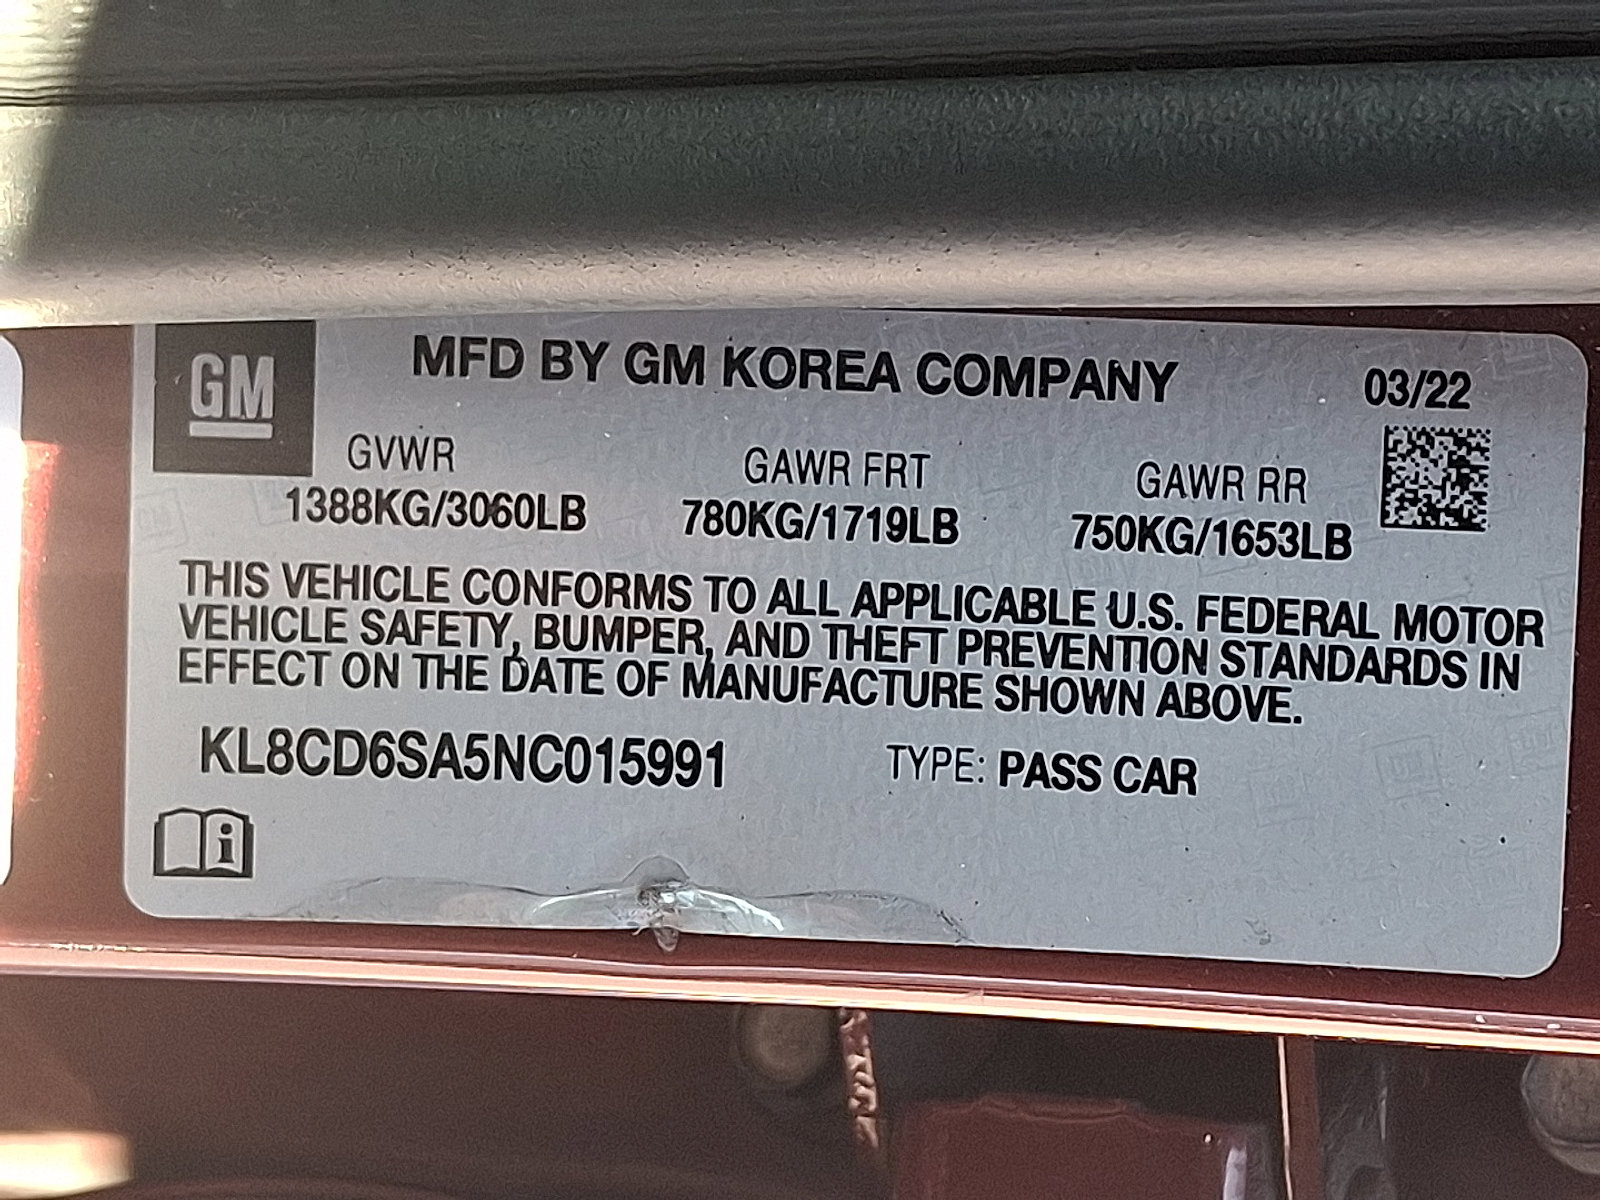 GM
MFD BY GM KOREA COMPANY 03/22
GVWR GAWR FRT GAWR RR
1388KG/3060LB 780KG/1719LB 750KG/1653LB
THIS VEHICLE CONFORMS TO ALL APPLICABLE U.S. FEDERAL MOTOR
VEHICLE SAFETY, BUMPER, AND THEFT PREVENTION STANDARDS IN
EFFECT ON THE DATE OF MANUFACTURE SHOWN ABOVE.
KL8CD6SA5NC015991 TYPE: PASS CAR
i